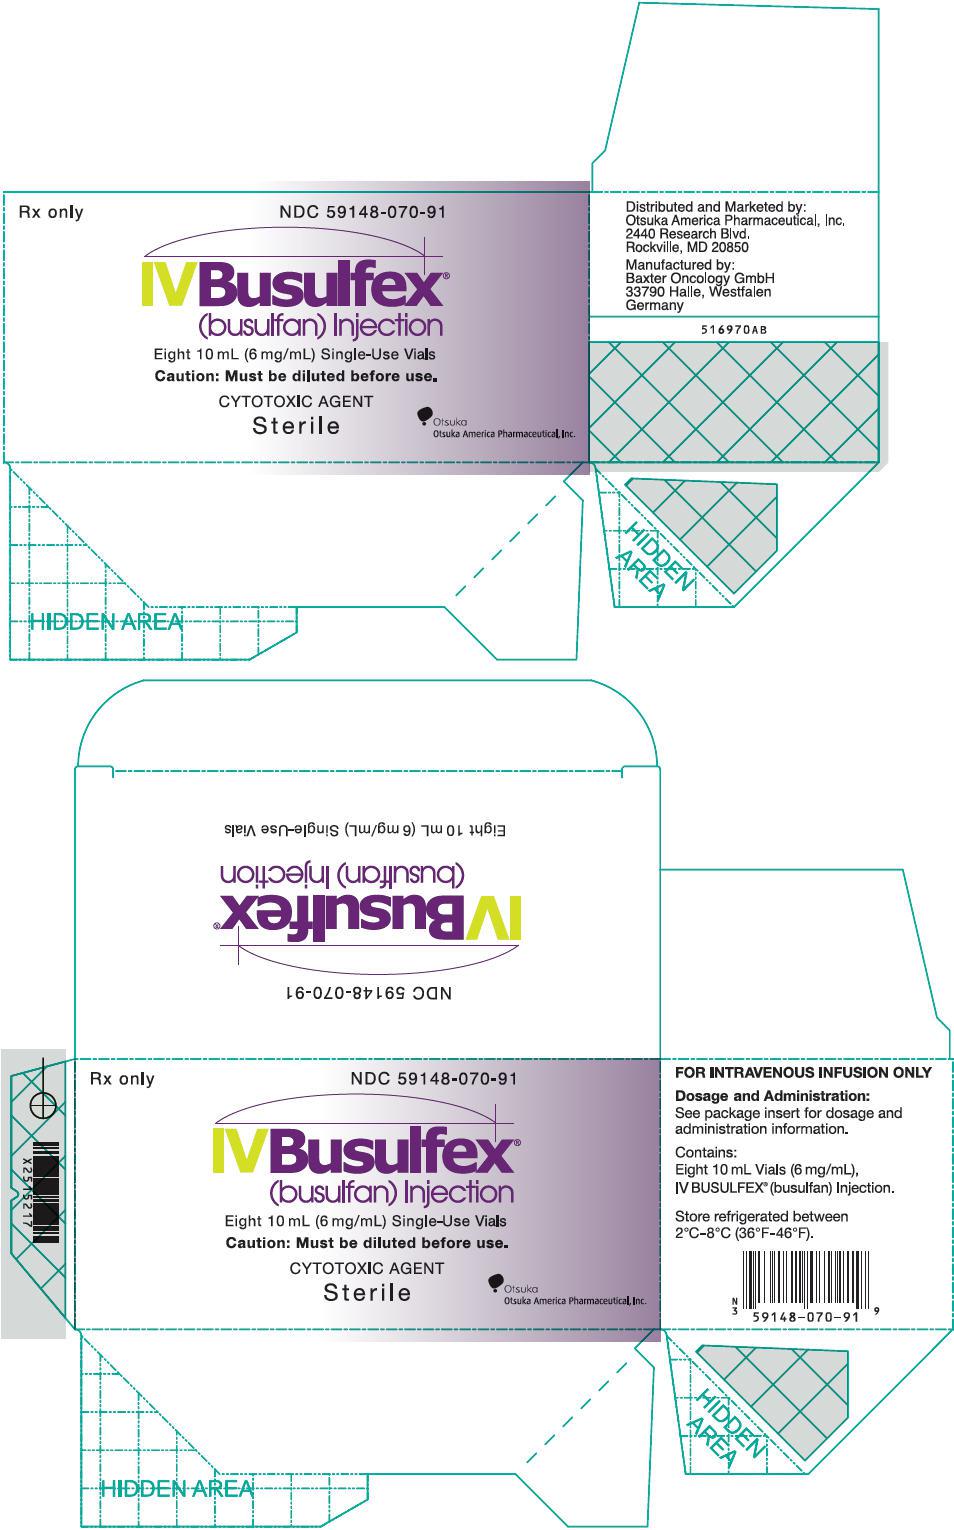 Rx only
NDC 59148-070-91
IVBusulfex®
(busulfan) Injection
Eight 10 mL (6 mg/mL) Single-Use Vials
Caution: Must be diluted before use.
CYTOTOXIC AGENT
Sterile
Otsuka
Otsuka America Pharmaceutical, Inc.
Distributed and Marketed by:
Otsuka America Pharmaceutical, Inc.
2440 Research Blvd.
Rockville, MD 20850
Manufactured by:
Baxter Oncology GmbH
33790 Halle, Westfalen
Germany
516970AB
HIDDEN AREA
HIDDEN
AREA
Eight 10 mL (6 mg/mL) Single-Use Vials
(busulfan) Injection
IVBusulfex®
NDC 59148-070-91
X2515217
Rx only
NDC 59148-070-91
IVBusulfex®
(busulfan) Injection
Eight 10 mL (6 mg/mL) Single-Use Vials
Caution: Must be diluted before use.
CYTOTOXIC AGENT
Sterile
Otsuka
Otsuka America Pharmaceutical, Inc.
FOR INTRAVENOUS INFUSION ONLY
Dosage and Administration:
See package insert for dosage and
administration information.
Contains:
Eight 10 mL Vials (6 mg/mL),
IV BUSULFEX® (busulfan) Injection.
Store refrigerated between
2°C-8°C (36°F-46°F).
N
3
59148-070-91 9
HIDDEN AREA
HIDDEN
AREA